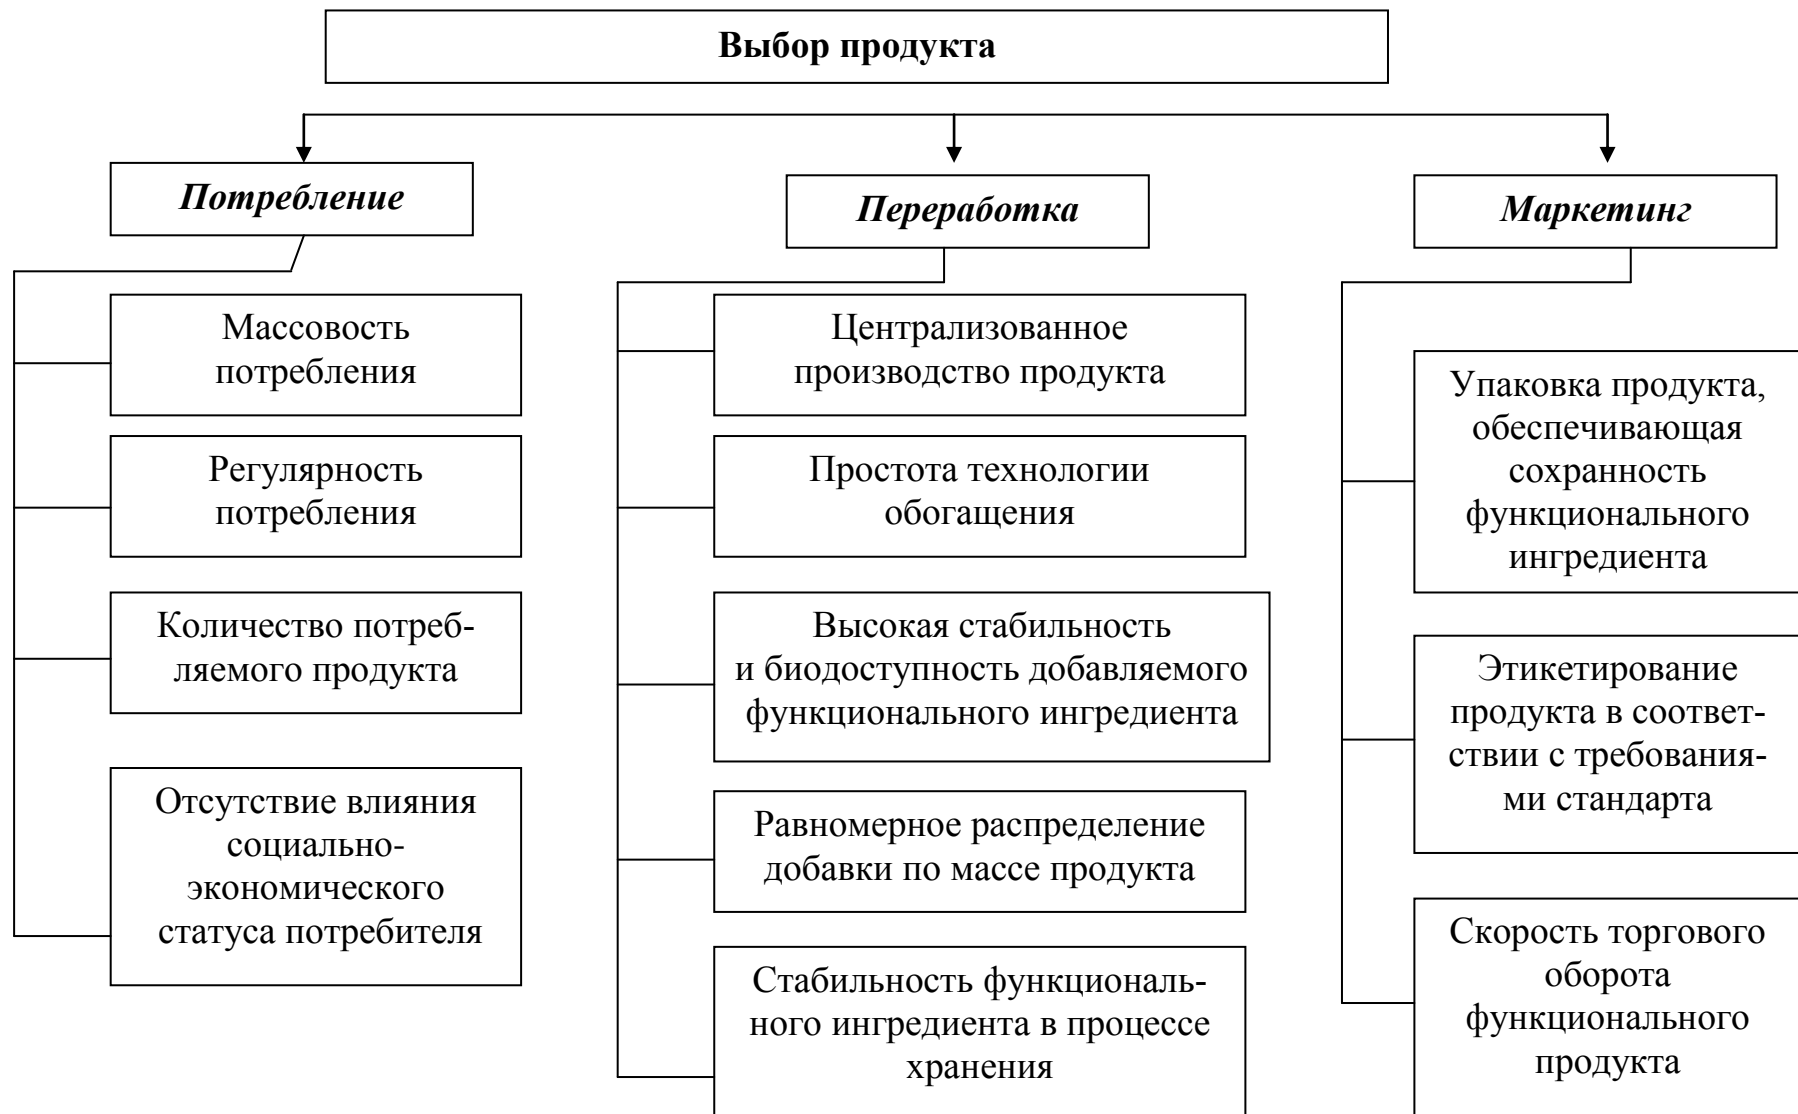 Выбор продукта
Потребление
Массовость
потребления
Регулярность
потребления
Количество потреб-
ляемого продукта
Отсутствие влияния
социально-
экономического
статуса потребителя
Переработка
Централизованное
производство продукта
Простота технологии
обогащения
Высокая стабильность
и биодоступность добавляемого
функционального ингредиента
Равномерное распределение
добавки по массе продукта
Стабильность функциональ-
ного ингредиента в процессе
хранения
Маркетинг
Упаковка продукта,
обеспечивающая
сохранность
функционального
ингредиента
Этикетирование
продукта в соответ-
ствии с требования-
ми стандарта
Скорость торгового
оборота
функционального
продукта